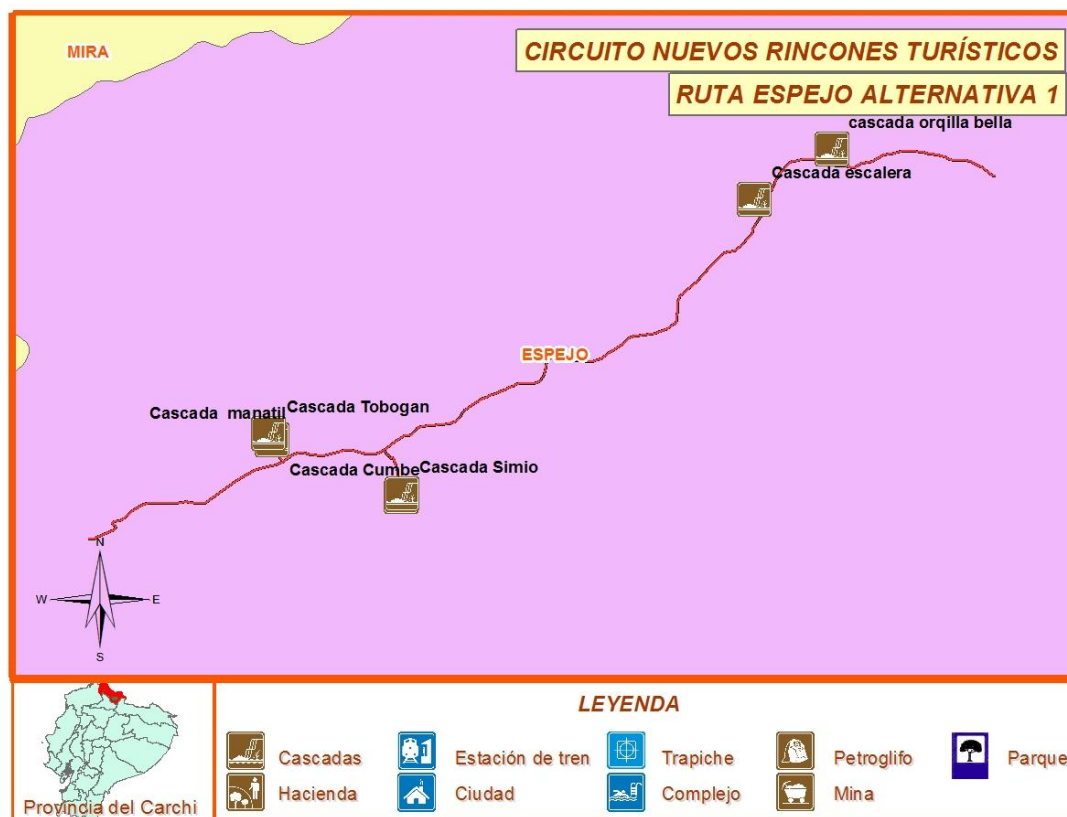 MIRA
CIRCUITO NUEVOS RINCONES TURÍSTICOS
RUTA ESPEJO ALTERNATIVA 1
cascada orqilla bella
Cascada escalera
ESPEJO
Cascada manatil
Cascada Tobogan
Cascada Cumbe
Cascada Simio
N
W
E
S
LEYENDA
Cascadas
Estación de tren
Trapiche
Petroglifo
Parque
Hacienda
Ciudad
Complejo
Mina
Provincia del Carchi